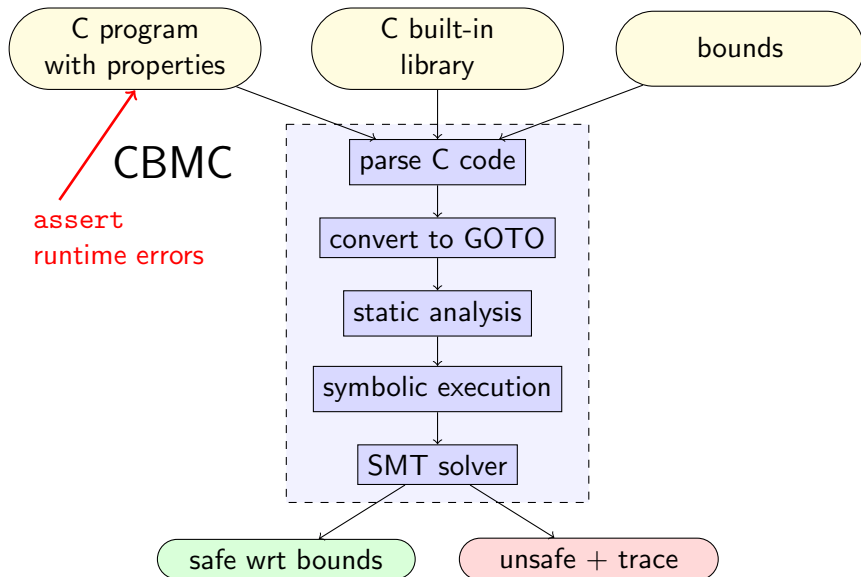 C program
with properties
C built-in
library
bounds
CBMC
parse C code
assert
runtime errors
convert to GOTO
static analysis
symbolic execution
SMT solver
safe wrt bounds
unsafe + trace